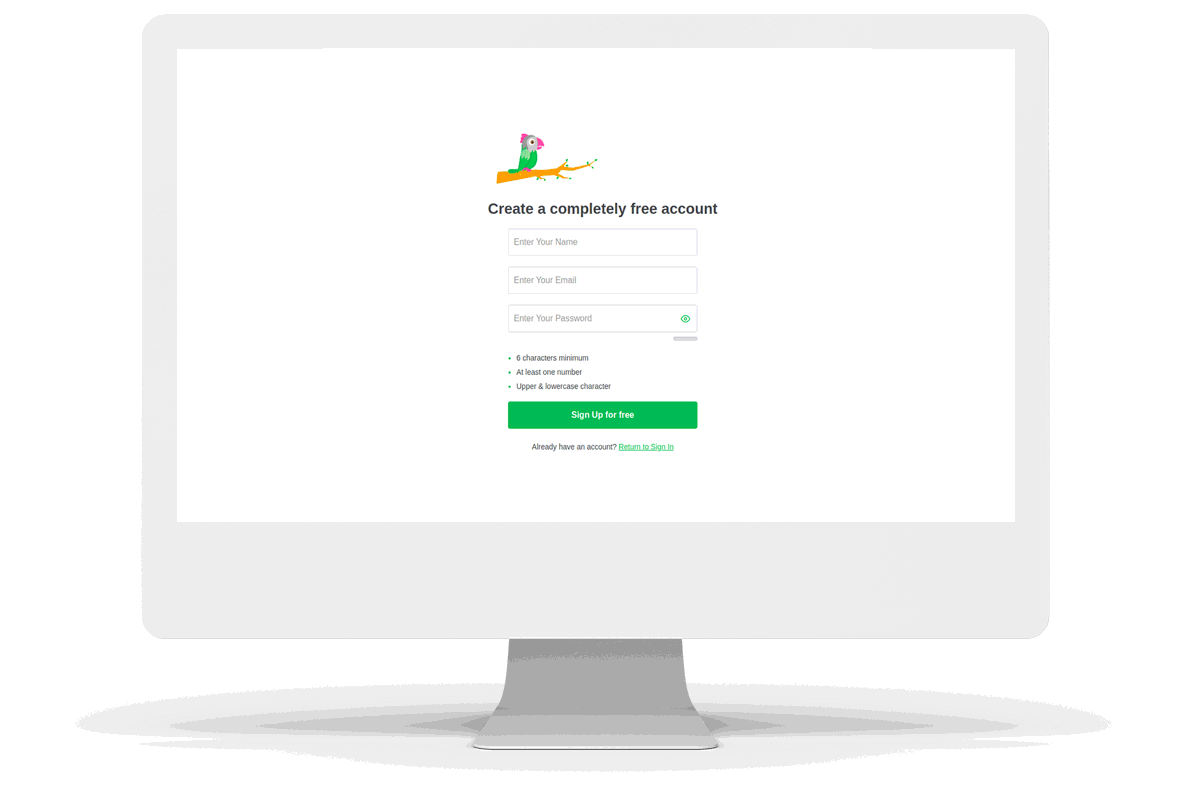 Create a completely free account
Enter Your Name
Enter Your Email
Enter Your Password
6 characters minimum
At least one number
Upper & lowercase character
Sign Up for free
Already have an account? Return to Sign In